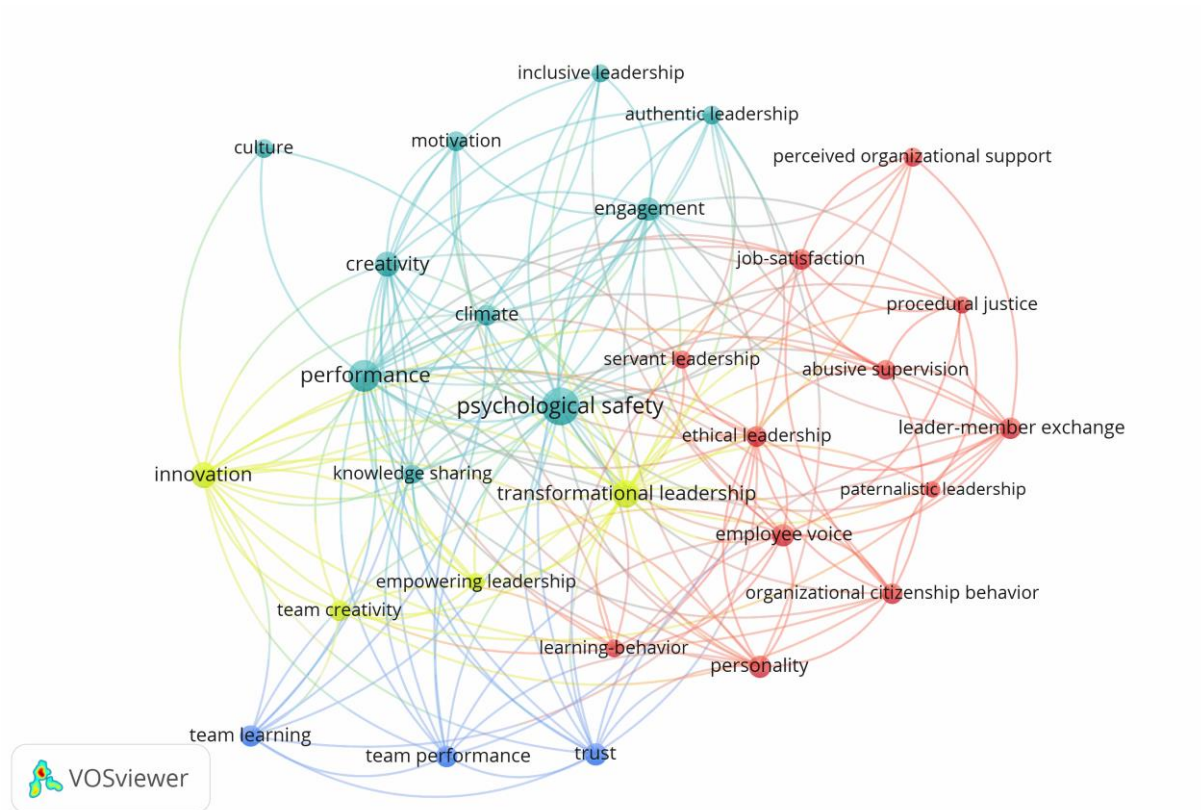 inclusive leadership
authentic leadership
motivation
culture
perceived organizational support
engagement
job-satisfaction
creativity
procedural justice
climate
servant leadership
abusive supervision
performance
psychological safety
ethical leadership
leader-member exchange
innovation
knowledge sharing
transformational leadership
paternalistic leadership
employee voice
empowering leadership
organizational citizenship behavior
team creativity
learning-behavior
personality
team learning
team performance
trust
VOSviewer